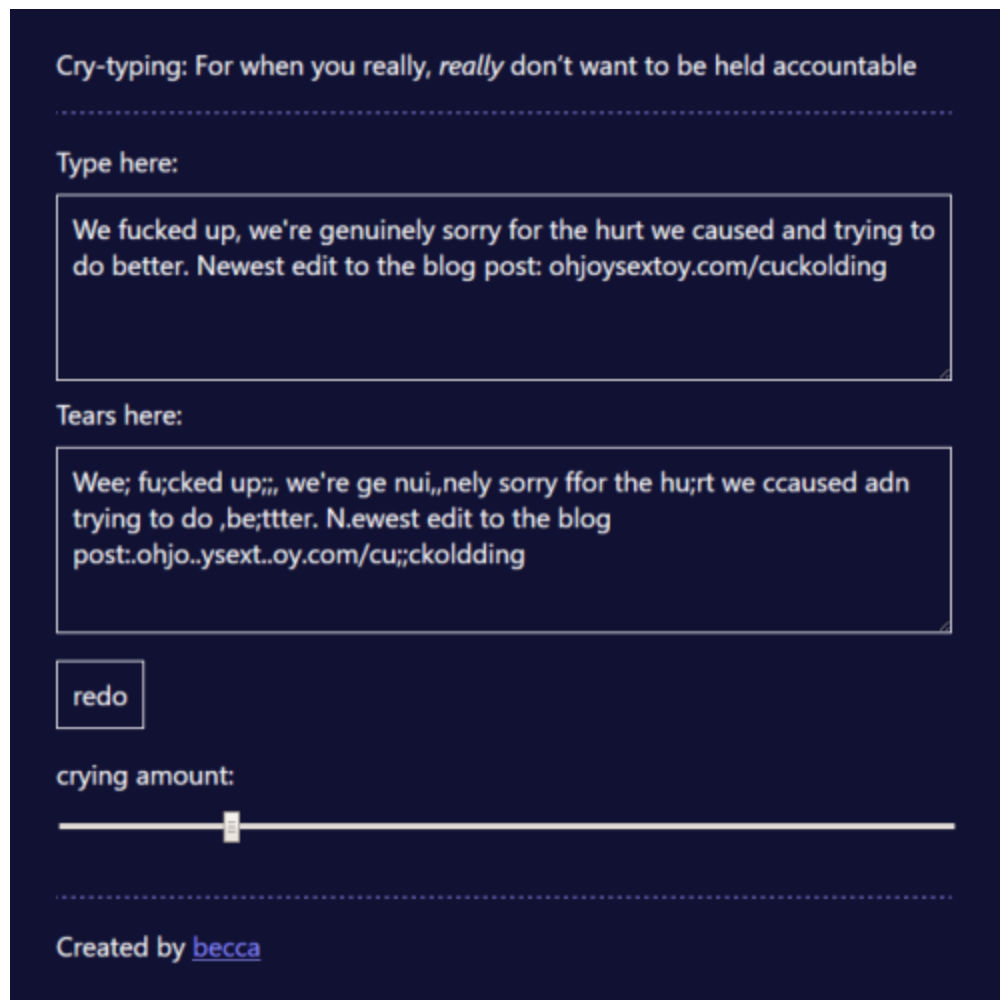 Cry-typing: For when you really, really don't want to be held accountable
Type here:
We fucked up, we're genuinely sorry for the hurt we caused and trying to
do better. Newest edit to the blog post: ohjoysextoy.com/cuckolding
Tears here:
Wee; fu;cked up;;, we're ge nui,,nely sorry ffor the hu;rt we ccaused adn
trying to do ,be;ttter. N.ewest edit to the blog
post:.ohjo..ysext..oy.com/cu;;ckoldding
redo
crying amount:
Created by becca